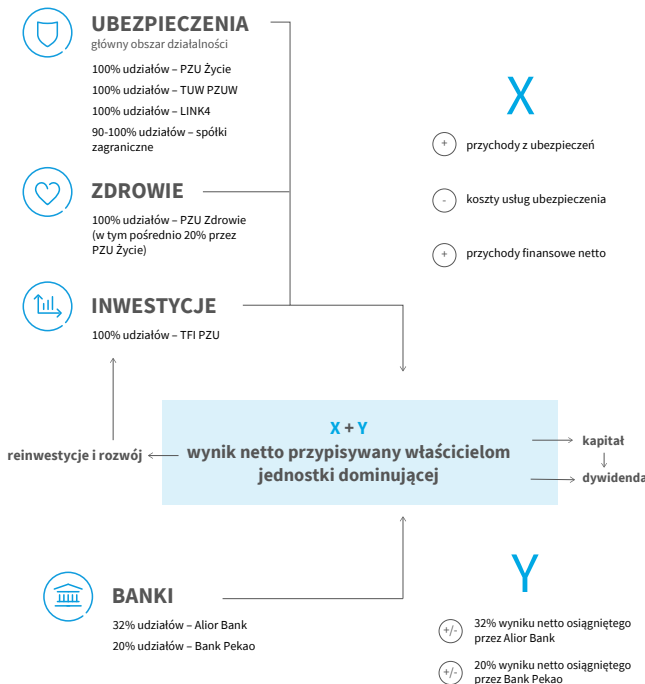 UBEZPIECZENIA
główny obszar działalności
100% udziałów – PZU Życie
100% udziałów – TUW PZUW
100% udziałów – LINK4
90-100% udziałów – spółki
zagraniczne
X
+ przychody z ubezpieczeń
- koszty usług ubezpieczenia
+ przychody finansowe netto
ZDROWIE
100% udziałów – PZU Zdrowie
(w tym pośrednio 20% przez
PZU Życie)
INWESTYCJE
100% udziałów – TFI PZU
X + Y
wynik netto przypisywany właścicielom
jednostki dominującej
reinwestycje i rozwój
kapitał
dywidenda
BANKI
32% udziałów – Alior Bank
20% udziałów – Bank Pekao
Y
+/- 32% wyniku netto osiągniętego
przez Alior Bank
+/- 20% wyniku netto osiągniętego
przez Bank Pekao